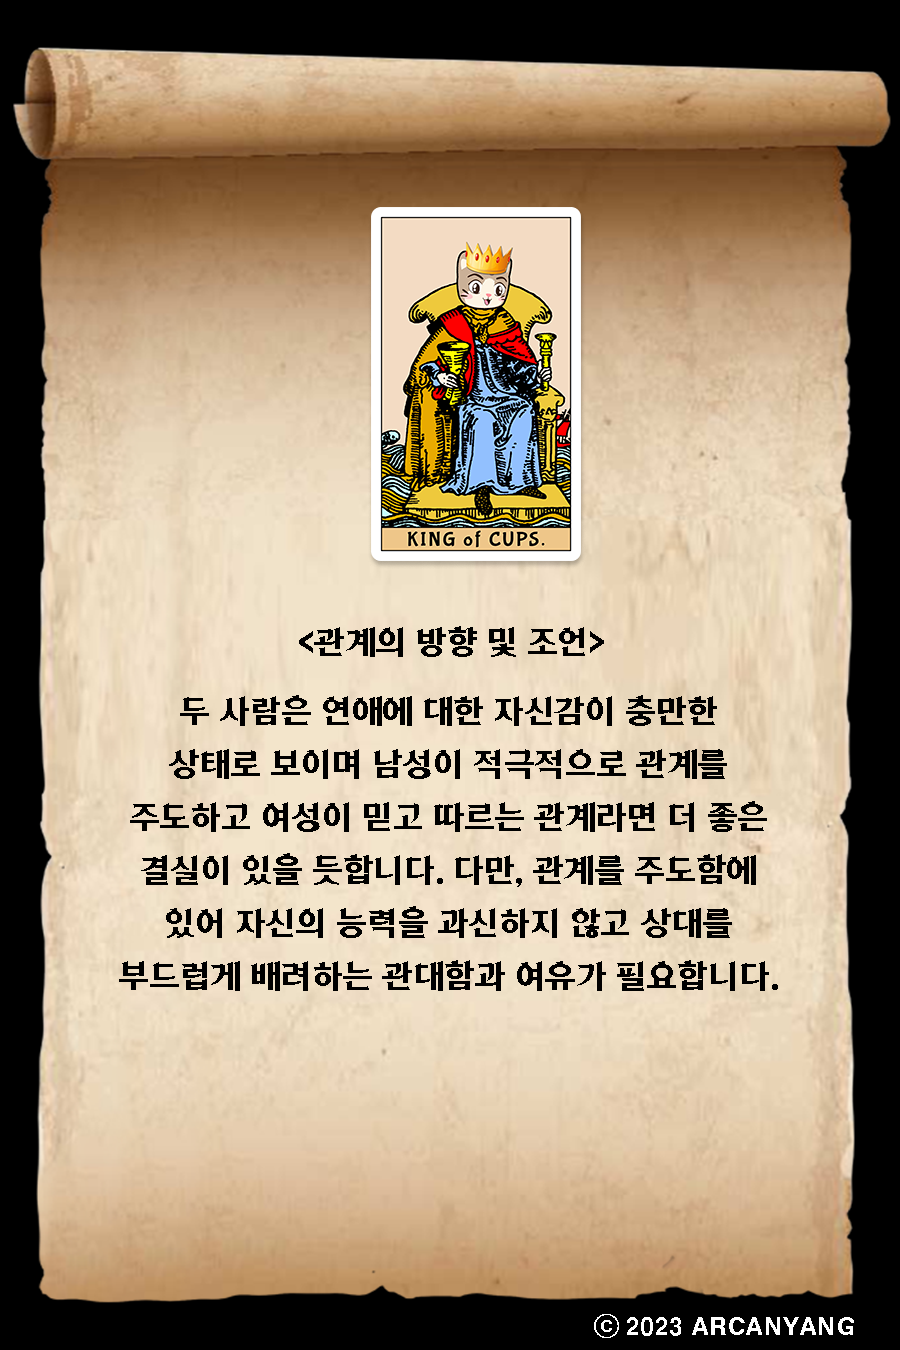 KING of CUPS.
<관계의 방향 및 조언>
두 사람은 연애에 대한 자신감이 충만한
상태로 보이며 남성이 적극적으로 관계를
주도하고 여성이 믿고 따르는 관계라면 더 좋은
결실이 있을 듯합니다. 다만, 관계를 주도함에
있어 자신의 능력을 과신하지 않고 상대를
부드럽게 배려하는 관대함과 여유가 필요합니다.
ⓒ 2023 ARCANYANG